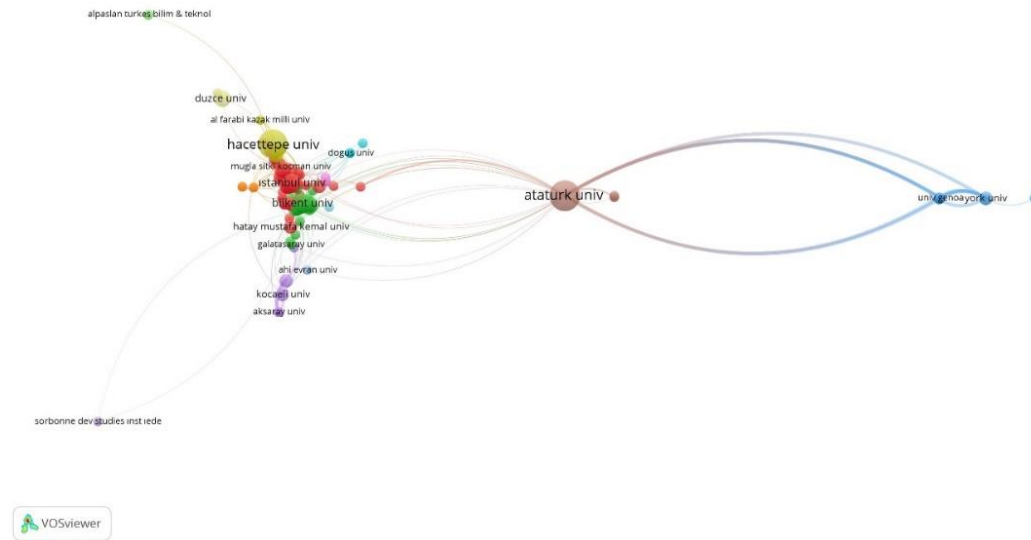 alpaslan turkes bilim & teknol
duzce univ
al farabi kazak milli univ
hacettepe univ
dogus univ
mugla sitki kocman univ
istanbul univ
ataturk univ
univ genoa
york univ
bilkent univ
hatay mustafa kemal univ
galatasaray univ
ahi evran univ
kocaeli univ
aksaray univ
sorbonne dev studies inst iede
VOSviewer